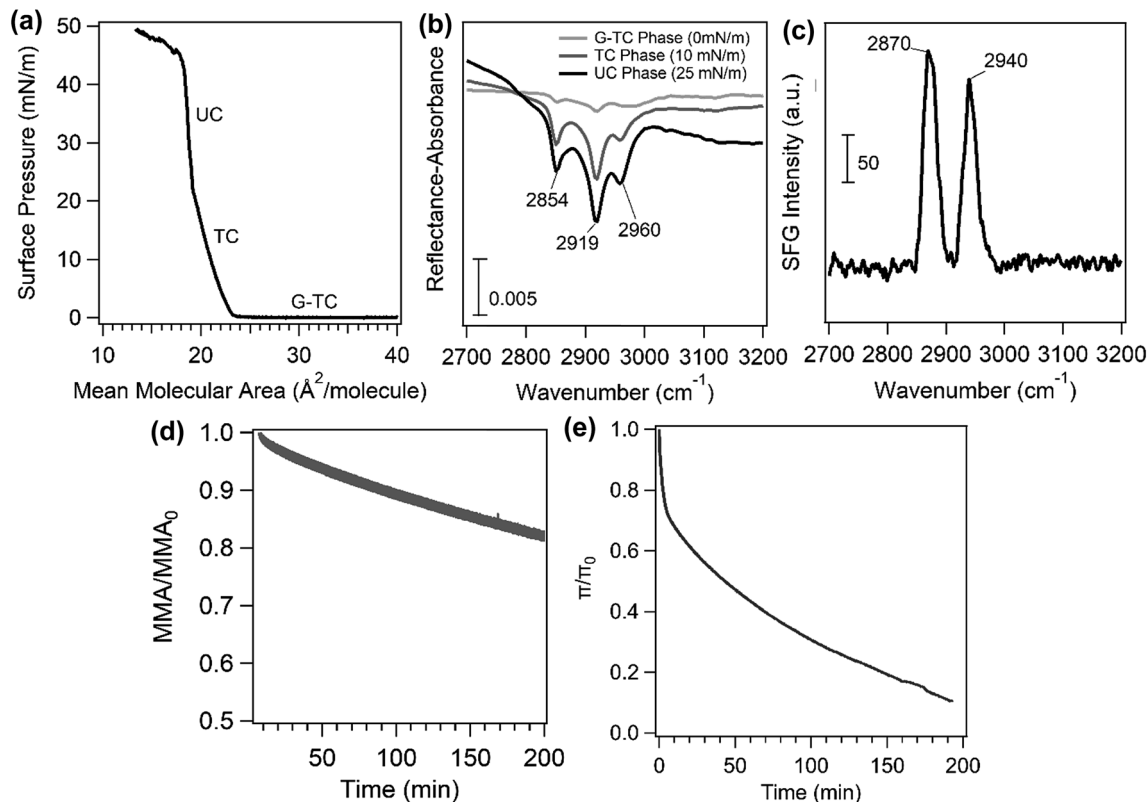 (a)
Surface Pressure (mN/m)
50
40
30
20
10
0
UC
TC
G-TC
10
20
30
40
Mean Molecular Area (Å²/molecule)
(b)
Reflectance-Absorbance
G-TC Phase (0mN/m)
TC Phase (10 mN/m)
UC Phase (25 mN/m)
2854
2919
2960
0.005
2700
2800
2900
3000
3100
3200
Wavenumber (cm⁻¹)
(c)
SFG Intensity (a.u.)
2870
2940
50
2700
2800
2900
3000
3100
3200
Wavenumber (cm⁻¹)
(d)
MMA/MMA₀
1.0
0.9
0.8
0.7
0.6
0.5
50
100
150
200
Time (min)
(e)
π/π₀
1.0
0.8
0.6
0.4
0.2
0.0
0
50
100
150
200
Time (min)